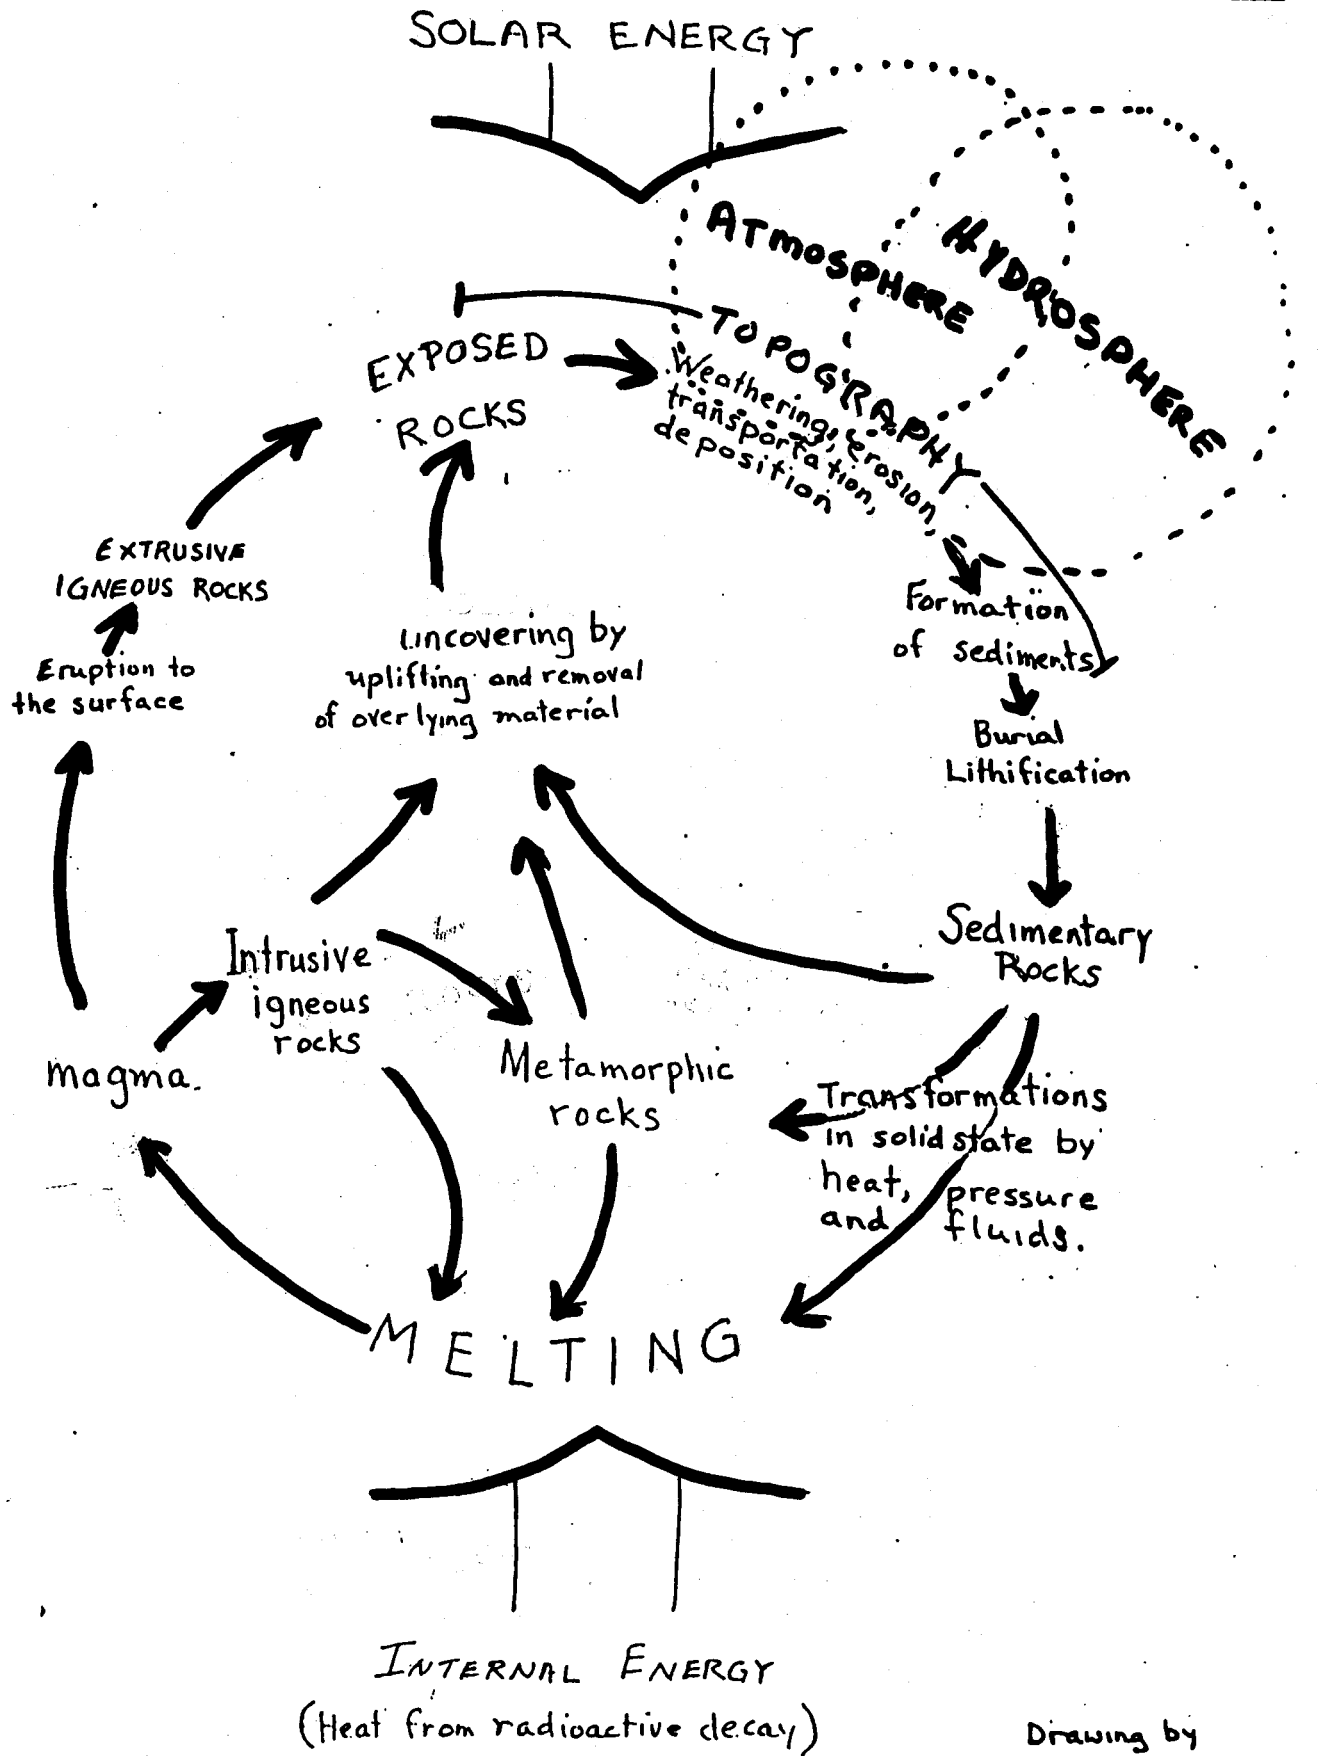 SOLAR ENERGY
ATMOSPHERE
HYDROSPHERE
TOPOGRAPHY
EXPOSED
ROCKS
Weathering, erosion,
transportation,
deposition
EXTRUSIVE
IGNEOUS ROCKS
Eruption to
the surface
Uncovering by
uplifting and removal
of overlying material
Formation
of sediments
Burial
Lithification
Sedimentary
Rocks
Intrusive
igneous
rocks
magma.
Metamorphic
rocks
Transformations
in solid state by
heat, pressure
and fluids.
MELTING
INTERNAL ENERGY
(Heat from radioactive decay)
Drawing by